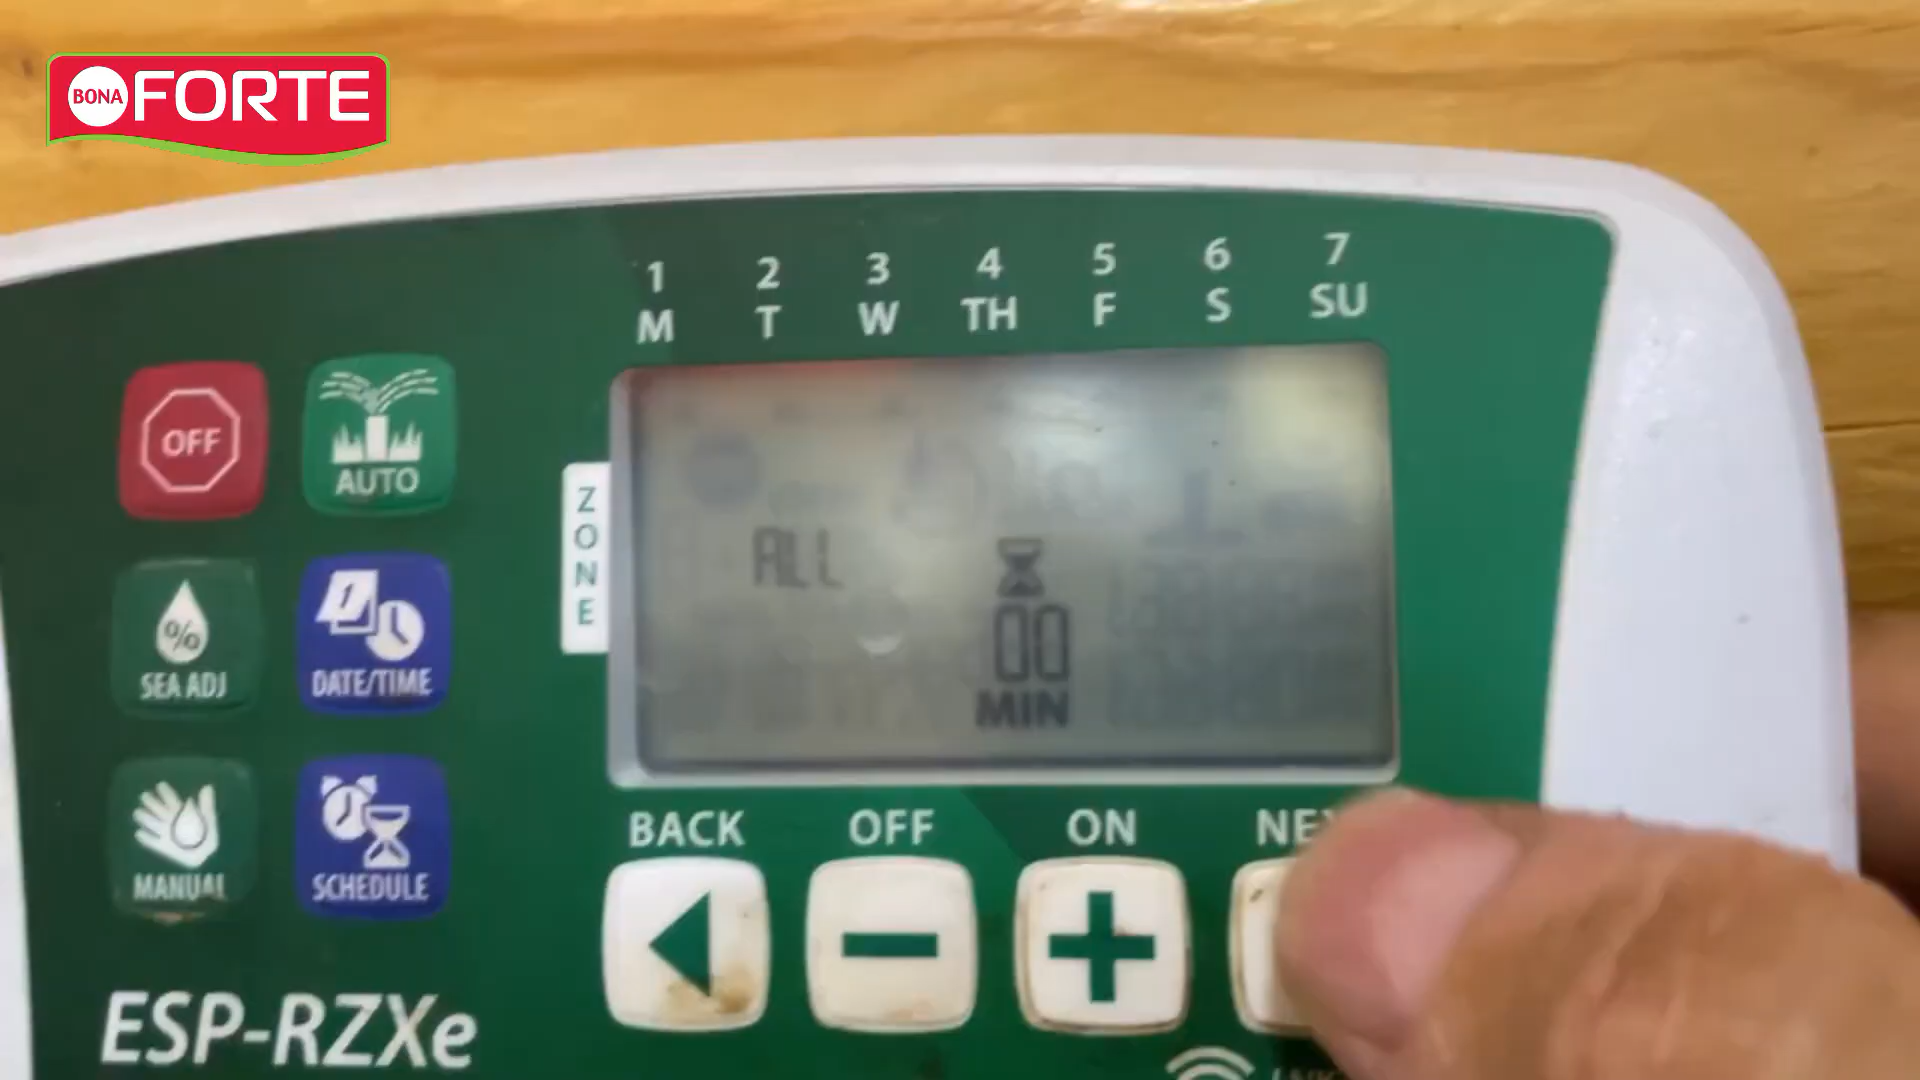 BONA FORTE
1 2 3 4 5 6 7
M T W TH F S SU
OFF
AUTO
ZONE
ALL
00
MIN
SEA ADJ
DATE/TIME
MANUAL
SCHEDULE
BACK OFF ON
ESP-RZXe